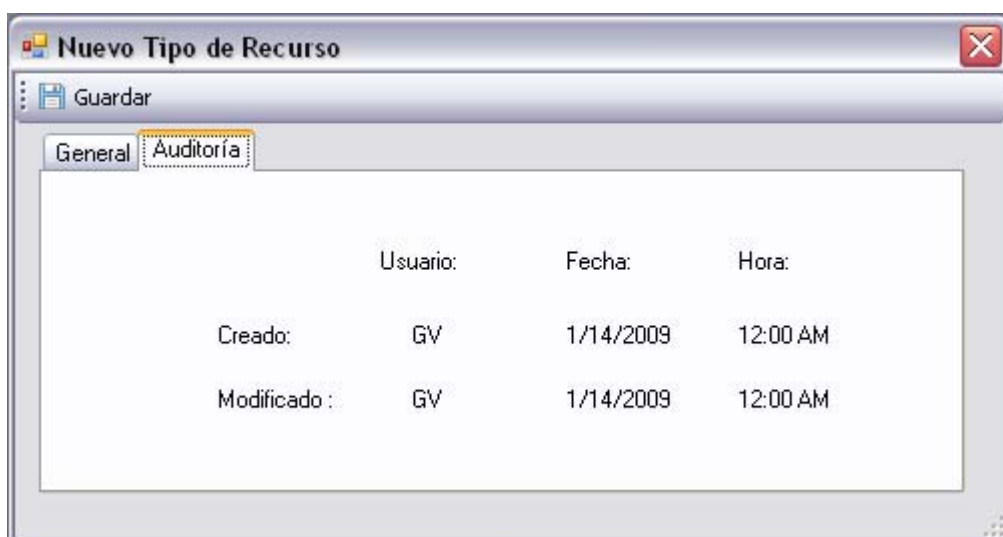 Nuevo Tipo de Recurso
Guardar
General Auditoría
Usuario: Fecha: Hora:
Creado: GV 1/14/2009 12:00 AM
Modificado : GV 1/14/2009 12:00 AM